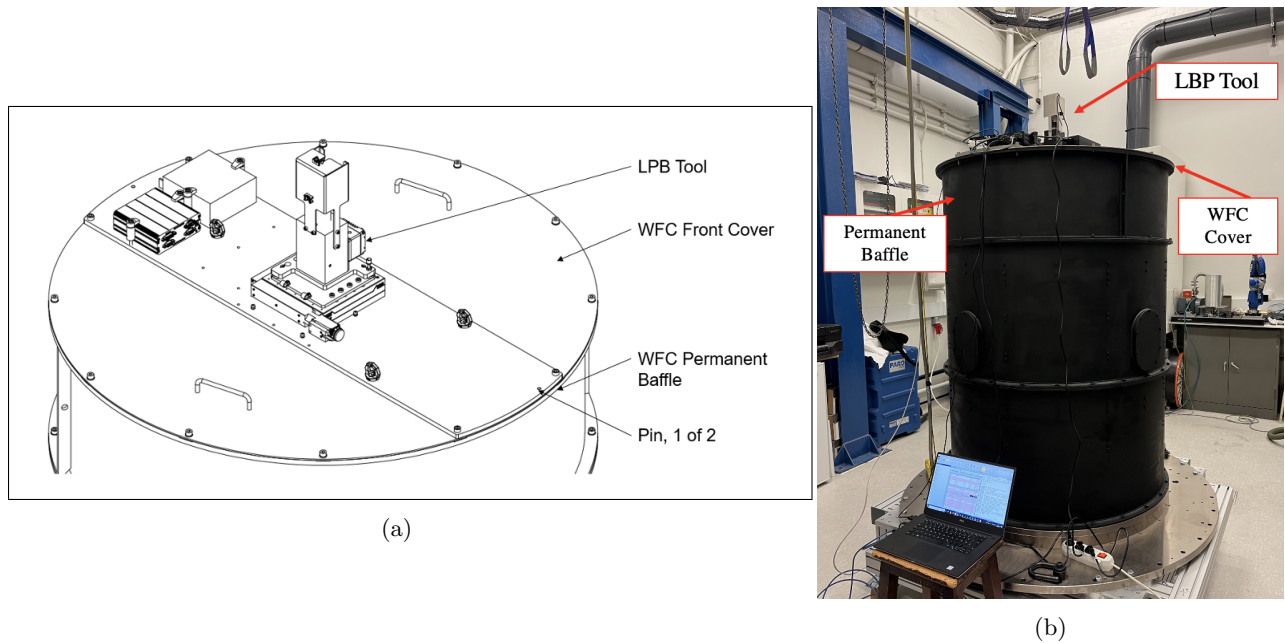 LPB Tool
WFC Front Cover
WFC Permanent
Baffle
Pin, 1 of 2
(a)
LBP Tool
Permanent
Baffle
WFC
Cover
(b)